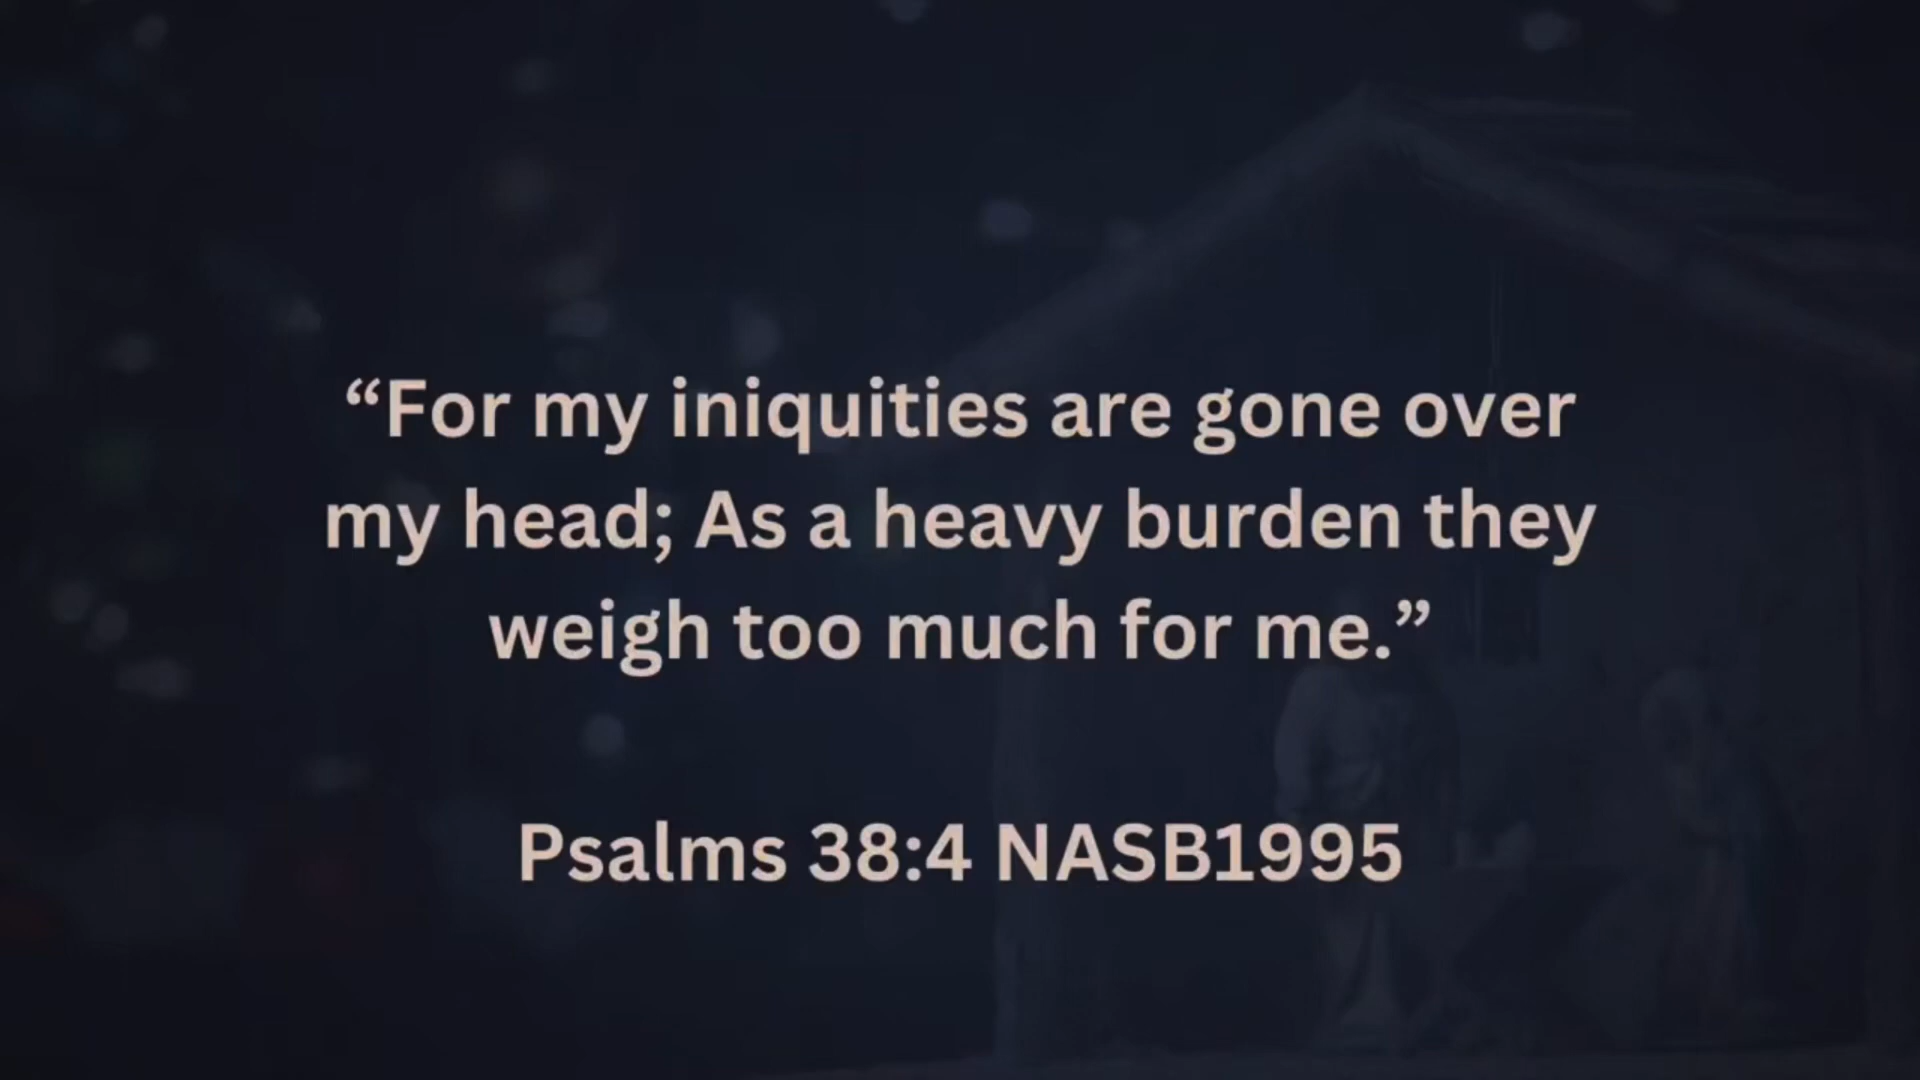 “For my iniquities are gone over
my head; As a heavy burden they
weigh too much for me.”
Psalms 38:4 NASB1995